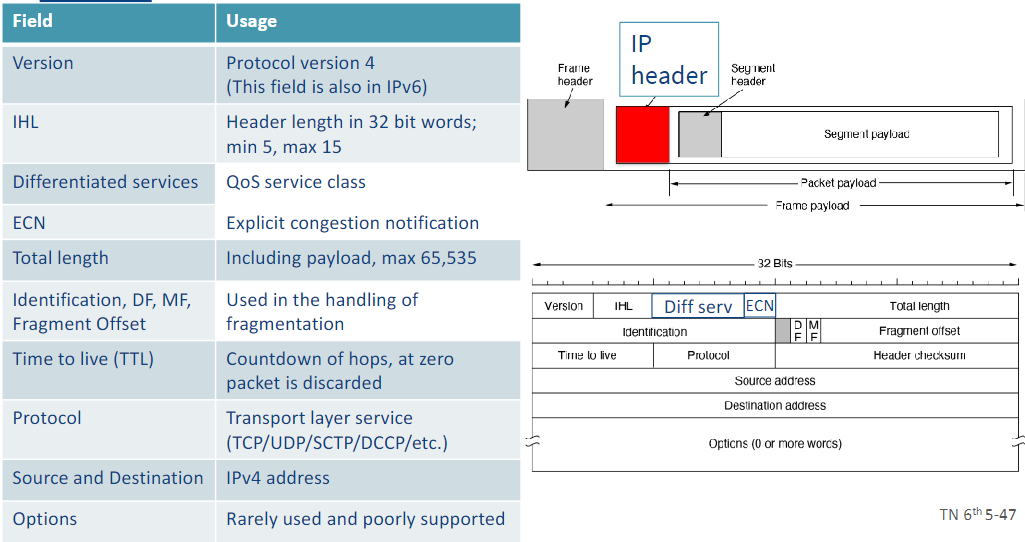 Field Usage
Version Protocol version 4
(This field is also in IPv6)
IHL Header length in 32 bit words;
min 5, max 15
Differentiated services QoS service class
ECN Explicit congestion notification
Total length Including payload, max 65,535
Identification, DF, MF, Used in the handling of
Fragment Offset fragmentation
Time to live (TTL) Countdown of hops, at zero
packet is discarded
Protocol Transport layer service
(TCP/UDP/SCTP/DCCP/etc.)
Source and Destination IPv4 address
Options Rarely used and poorly supported
IP
header
Frame
header
Segment
header
Segment payload
Packet payload
Frame payload
32 Bits
Version IHL Diff serv ECN Total length
Identification DF MF Fragment offset
Time to live Protocol Header checksum
Source address
Destination address
Options (0 or more words)
TN 6th 5-47